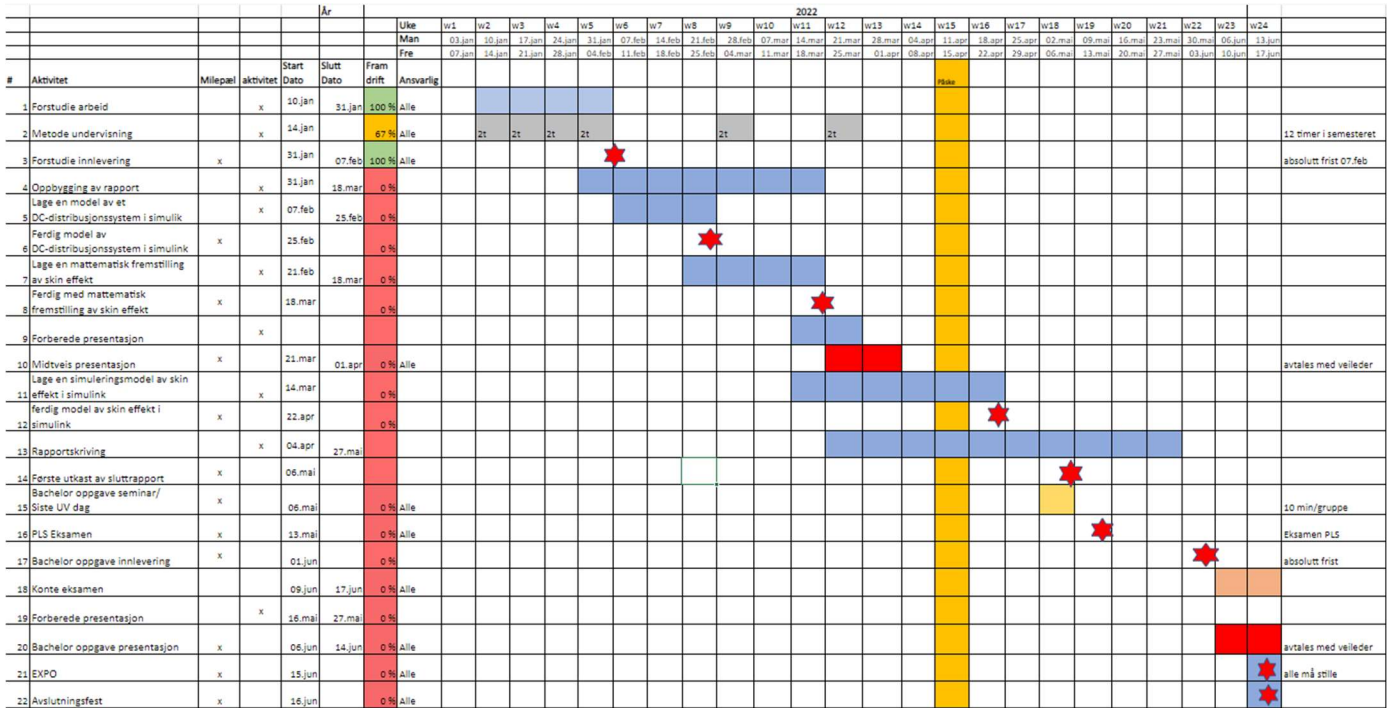 År 2022
Uke w1 w2 w3 w4 w5 w6 w7 w8 w9 w10 w11 w12 w13 w14 w15 w16 w17 w18 w19 w20 w21 w22 w23 w24
Man 03.jan 10.jan 17.jan 24.jan 31.jan 07.feb 14.feb 21.feb 28.feb 07.mar 14.mar 21.mar 28.mar 04.apr 11.apr 18.apr 25.apr 02.mai 09.mai 16.mai 23.mai 30.mai 06.jun 13.jun
Fre 07.jan 14.jan 21.jan 28.jan 04.feb 11.feb 18.feb 25.feb 04.mar 11.mar 18.mar 25.mar 01.apr 08.apr 15.apr 22.apr 29.apr 06.mai 13.mai 20.mai 27.mai 03.jun 10.jun 17.jun
# Aktivitet Milepæl aktivitet Start Dato Slutt Dato Fram drift Ansvarlig Påske
1 Forstudie arbeid x 10.jan 31.jan 100 % Alle
2 Metode undervisning x 14.jan 67 % Alle 2t 2t 2t 2t 2t 2t 12 timer i semesteret
3 Forstudie innlevering x 31.jan 07.feb 100 % Alle absolutt frist 07.feb
4 Oppbygging av rapport x 31.jan 18.mar 0 %
Lage en model av et
5 DC-distribusjonssystem i simulik x 07.feb 25.feb 0 %
Ferdig model av
6 DC-distribusjonssystem i simulink x 25.feb 0 %
Lage en mattematisk fremstilling
7 av skin effekt x 21.feb 18.mar 0 %
Ferdig med mattematisk
8 fremstilling av skin effekt x 18.mar 0 %
9 Forberede presentasjon x
10 Midtveis presentasjon x 21.mar 01.apr 0 % Alle avtales med veileder
Lage en simuleringsmodel av skin
11 effekt i simulink x 14.mar 0 %
ferdig model av skin effekt i
12 simulink x 22.apr 0 %
13 Rapportskriving x 04.apr 27.mai
14 Første utkast av sluttrapport x 06.mai
Bachelor oppgave seminar/
15 Siste UV dag x 06.mai 0 % Alle 10 min/gruppe
16 PLS Eksamen x 13.mai 0 % Alle Eksamen PLS
17 Bachelor oppgave innlevering x 01.jun 0 % absolutt frist
18 Konte eksamen 09.jun 17.jun 0 % Alle
19 Forberede presentasjon x 16.mai 27.mai 0 %
20 Bachelor oppgave presentasjon x 06.jun 14.jun 0 % Alle avtales med veileder
21 EXPO x 15.jun 0 % Alle alle må stille
22 Avslutningsfest x 16.jun 0 % Alle